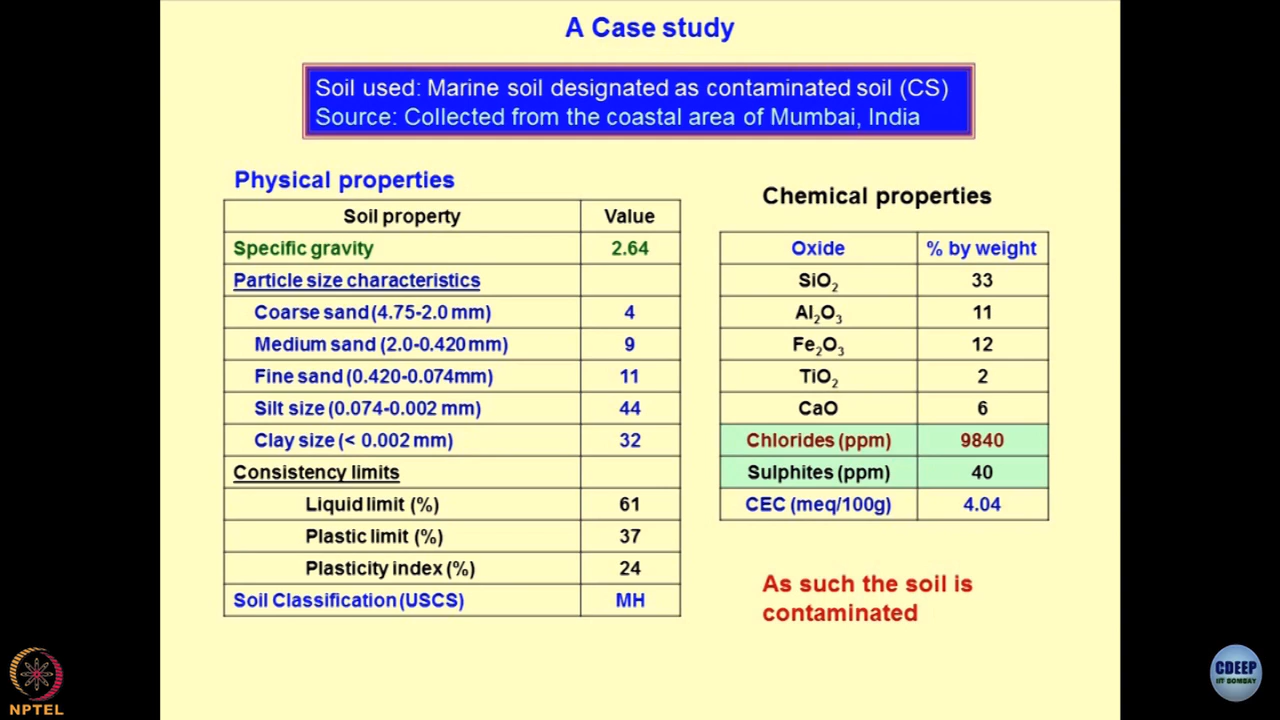 A Case study
Soil used: Marine soil designated as contaminated soil (CS)
Source: Collected from the coastal area of Mumbai, India
Physical properties
Soil property Value
Specific gravity 2.64
Particle size characteristics
Coarse sand (4.75-2.0 mm) 4
Medium sand (2.0-0.420 mm) 9
Fine sand (0.420-0.074mm) 11
Silt size (0.074-0.002 mm) 44
Clay size (< 0.002 mm) 32
Consistency limits
Liquid limit (%) 61
Plastic limit (%) 37
Plasticity index (%) 24
Soil Classification (USCS) MH
Chemical properties
Oxide % by weight
SiO₂ 33
Al₂O₃ 11
Fe₂O₃ 12
TiO₂ 2
CaO 6
Chlorides (ppm) 9840
Sulphites (ppm) 40
CEC (meq/100g) 4.04
As such the soil is
contaminated
NPTEL
CDEEP
IIT BOMBAY